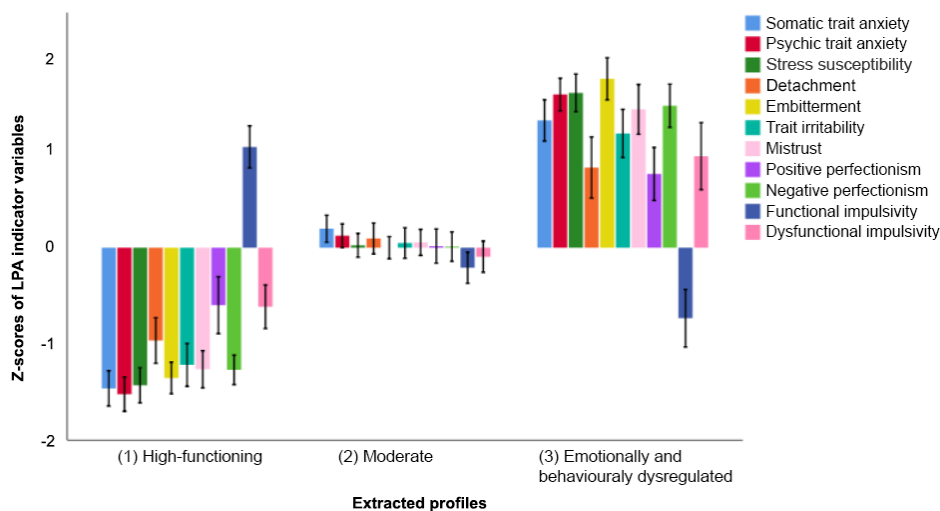 Z-scores of LPA indicator variables
2
1
0
-1
-2
(1) High-functioning
(2) Moderate
(3) Emotionally and
behaviouraly dysregulated
Extracted profiles
Somatic trait anxiety
Psychic trait anxiety
Stress susceptibility
Detachment
Embitterment
Trait irritability
Mistrust
Positive perfectionism
Negative perfectionism
Functional impulsivity
Dysfunctional impulsivity